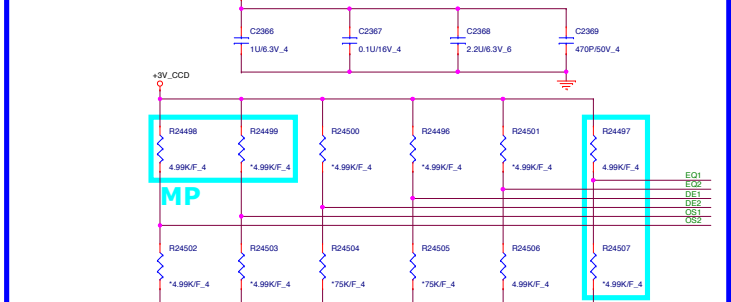 C2366
1U/6.3V_4
C2367
0.1U/16V_4
C2368
2.2U/6.3V_6
C2369
470P/50V_4
+3V_CCD
R24498
4.99K/F_4
R24499
*4.99K/F_4
R24500
*4.99K/F_4
R24496
*4.99K/F_4
R24501
*4.99K/F_4
R24497
4.99K/F_4
MP
EQ1
EQ2
DE1
DE2
OS1
OS2
R24502
*4.99K/F_4
R24503
*4.99K/F_4
R24504
*75K/F_4
R24505
*75K/F_4
R24506
4.99K/F_4
R24507
*4.99K/F_4